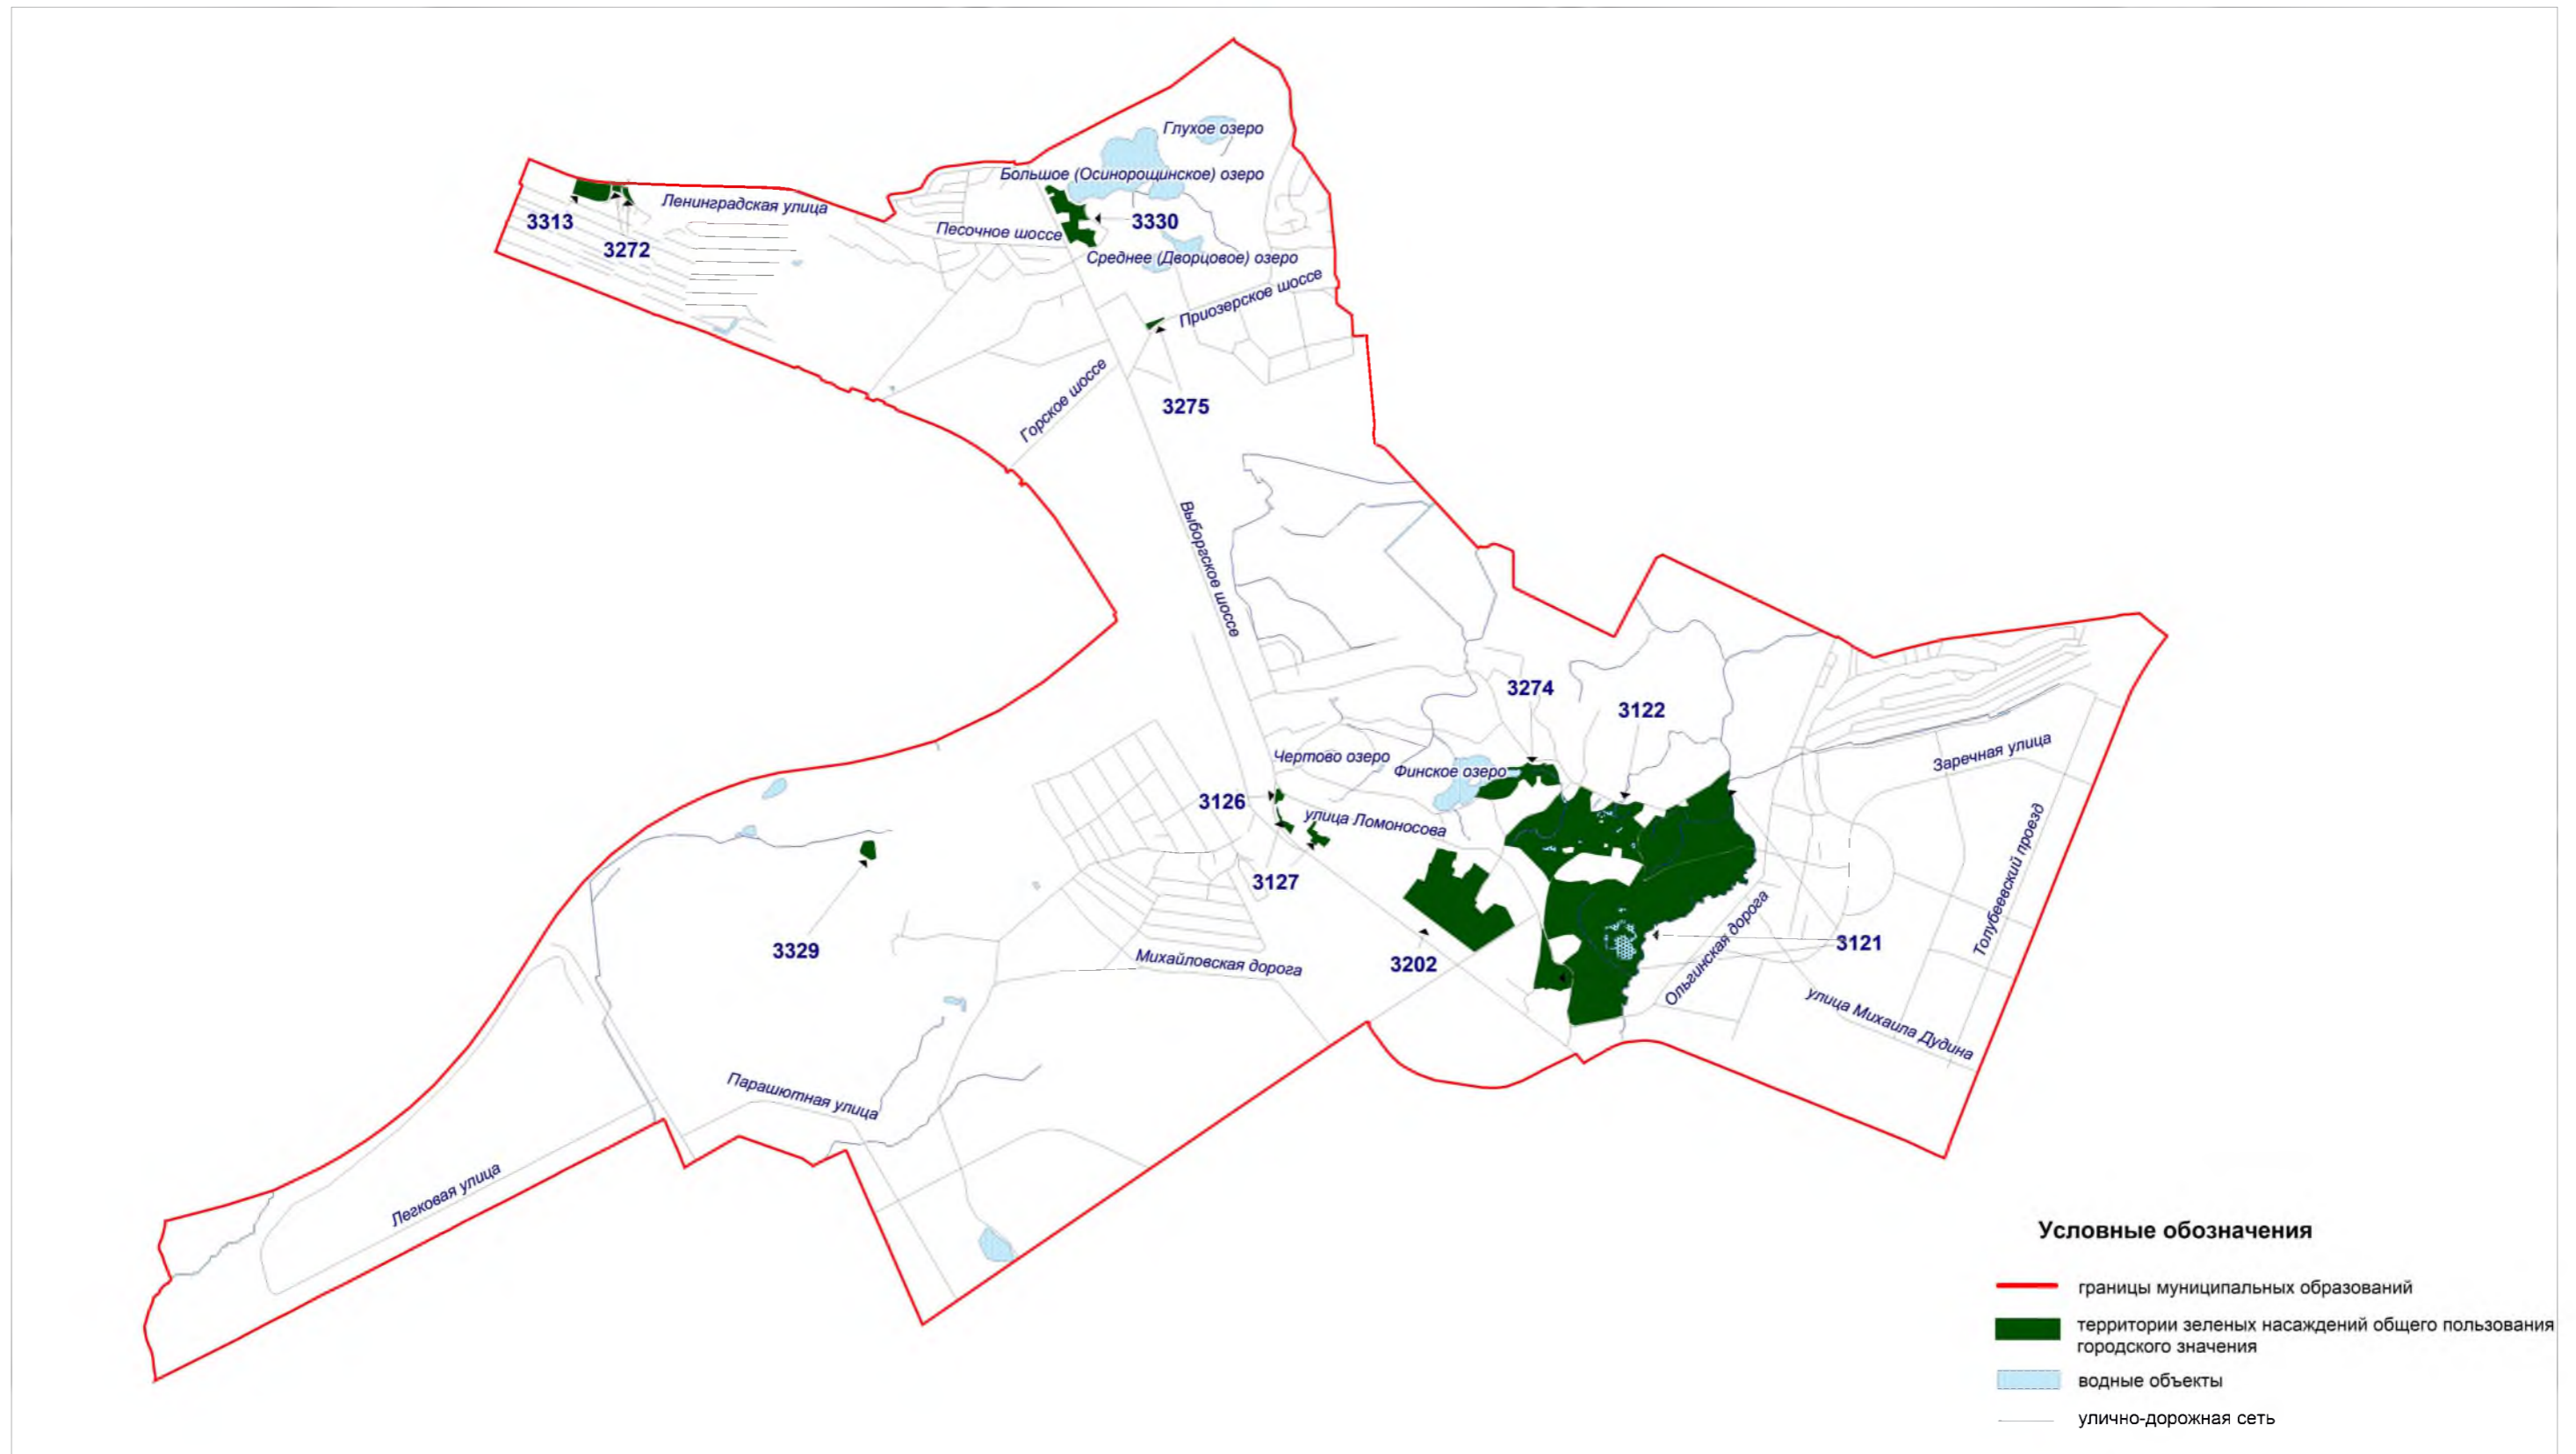 Глухое озеро
Большое (Осинорощинское) озеро
Ленинградская улица
3313
3272
3330
Песочное шоссе
Среднее (Дворцовое) озеро
Приозерское шоссе
3275
Горское шоссе
Выборгское шоссе
3274
3122
Чертово озеро
Финское озеро
Заречная улица
3126
улица Ломоносова
3127
Толубеевский проезд
3329
Михайловская дорога
3202
Ольгинская дорога
3121
улица Михаила Дудина
Парашютная улица
Легковая улица
Условные обозначения
границы муниципальных образований
территории зеленых насаждений общего пользования
городского значения
водные объекты
улично-дорожная сеть